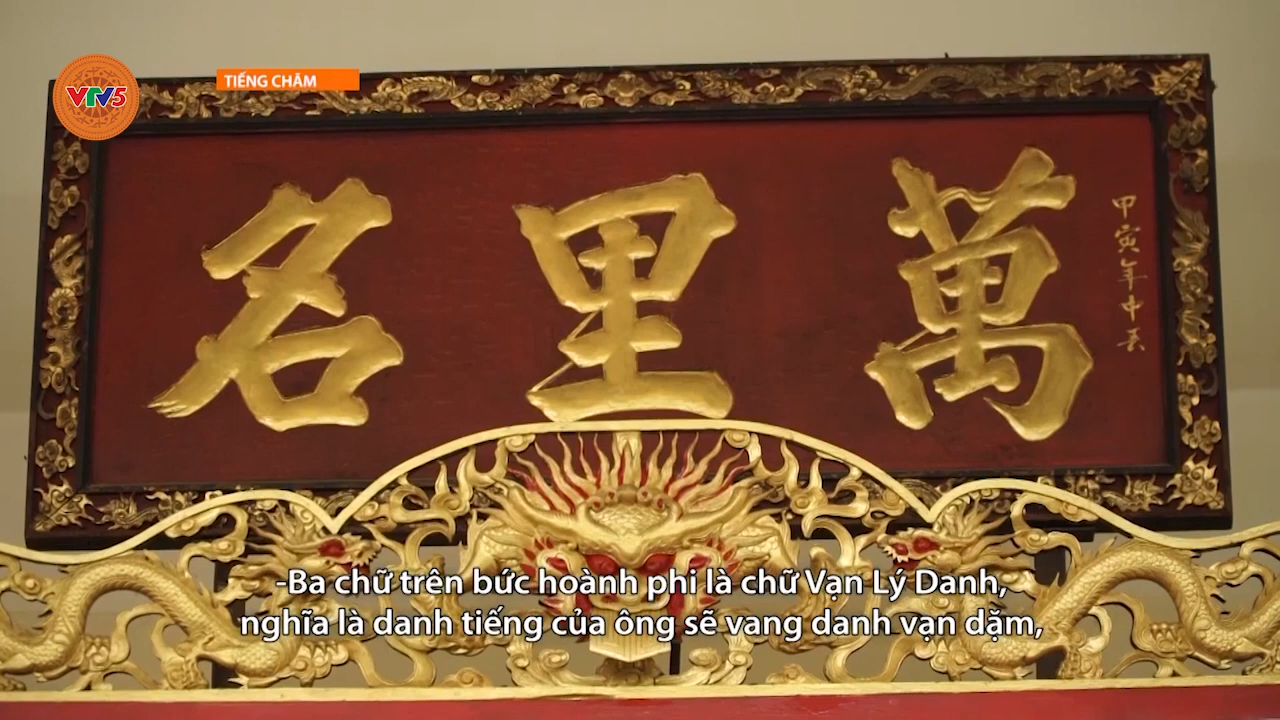 VTV5
TIẾNG CHĂM
萬里名
甲寅年中
-Ba chữ trên bức hoành phi là chữ Vạn Lý Danh,
nghĩa là danh tiếng của ông sẽ vang danh vạn dặm,